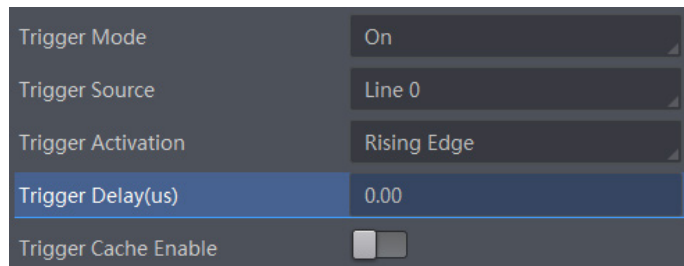 Trigger Mode On
Trigger Source Line 0
Trigger Activation Rising Edge
Trigger Delay(us) 0.00
Trigger Cache Enable